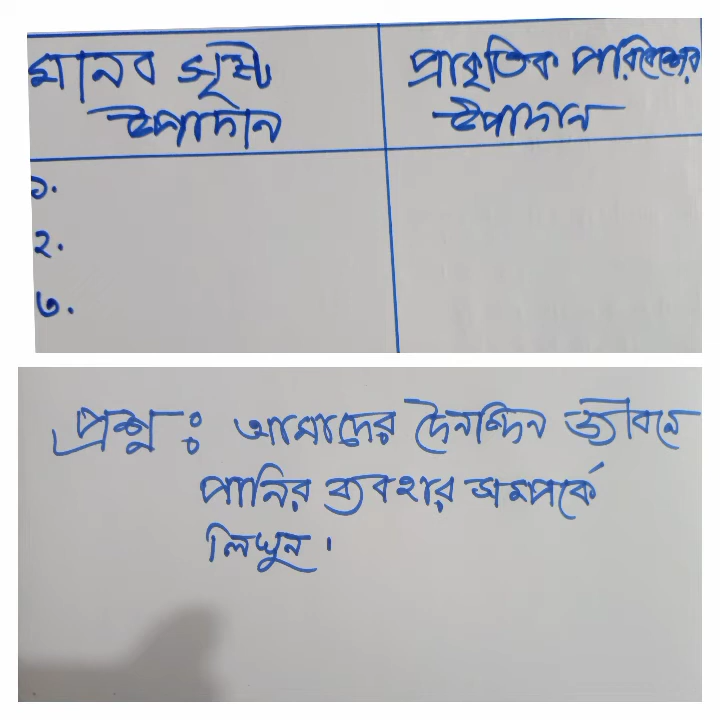 মানব সৃষ্ট
উপাদান
প্রাকৃতিক পরিবেশের
উপাদান
১.
২.
৩.
প্রশ্ন: আমাদের দৈনন্দিন জীবনে
পানির ব্যবহার সম্পর্কে
লিখুন।